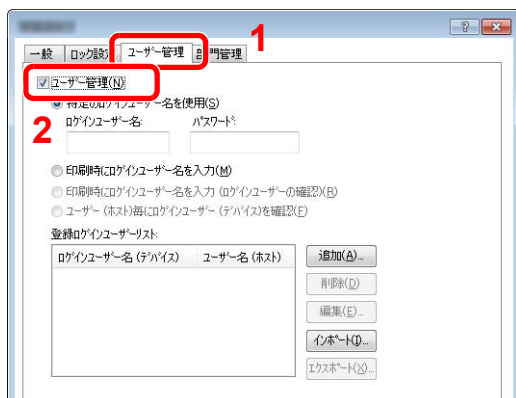 1
一般 ロック設定 ユーザー管理 部門管理
ユーザー管理(N)
特定のログインユーザー名を使用(S)
2
ログインユーザー名: パスワード:
印刷時にログインユーザー名を入力(M)
印刷時にログインユーザー名を入力 (ログインユーザーの確認)(R)
ユーザー (ホスト)毎にログインユーザー (デバイス)を確認(F)
登録ログインユーザーリスト:
ログインユーザー名 (デバイス) ユーザー名 (ホスト)
追加(A)...
削除(D)
編集(E)...
インポート(I)...
エクスポート(X)...